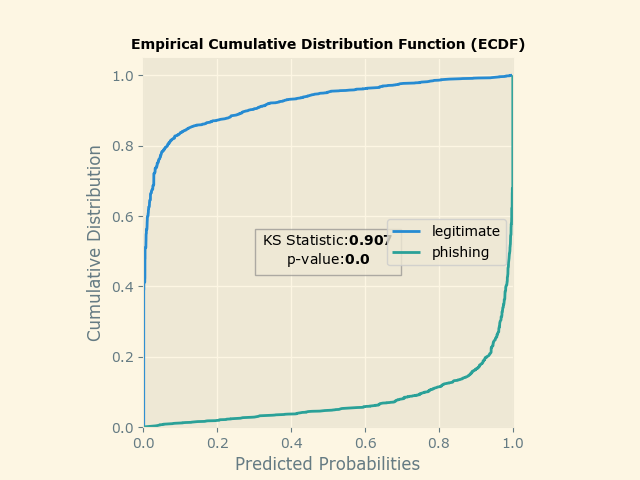 Empirical Cumulative Distribution Function (ECDF)
1.0
0.8
0.6
0.4
0.2
0.0
Cumulative Distribution
KS Statistic:0.907
p-value:0.0
legitimate
phishing
0.0 0.2 0.4 0.6 0.8 1.0
Predicted Probabilities